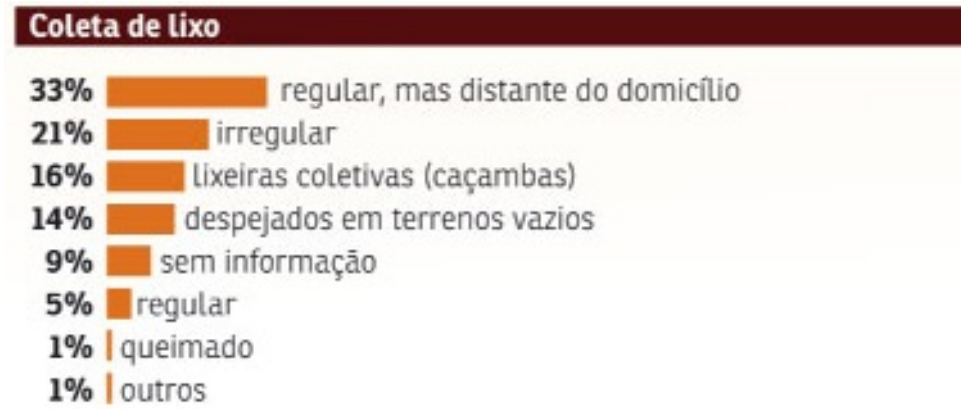 Coleta de lixo
33% regular, mas distante do domicílio
21% irregular
16% lixeiras coletivas (caçambas)
14% despejados em terrenos vazios
9% sem informação
5% regular
1% queimado
1% outros